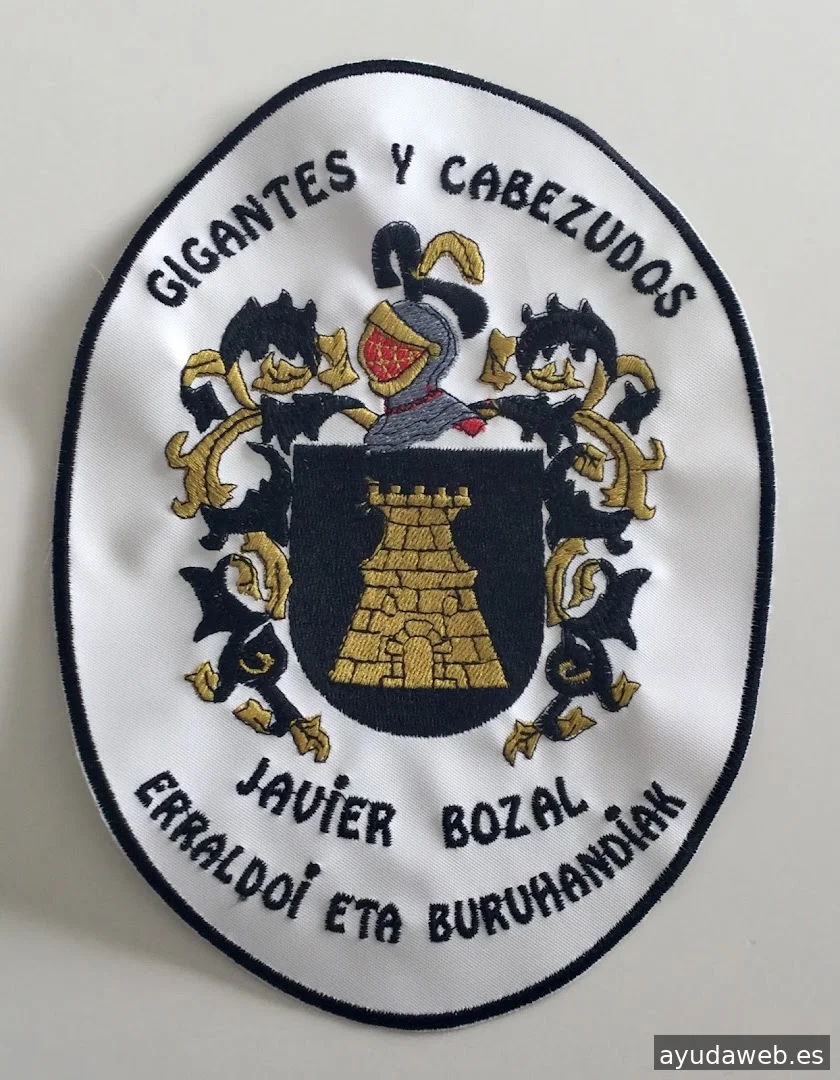 GIGANTES Y CABEZUDOS
JAVIER BOZAL
ERRALDOI ETA BURUHANDIAK
ayudaweb.es